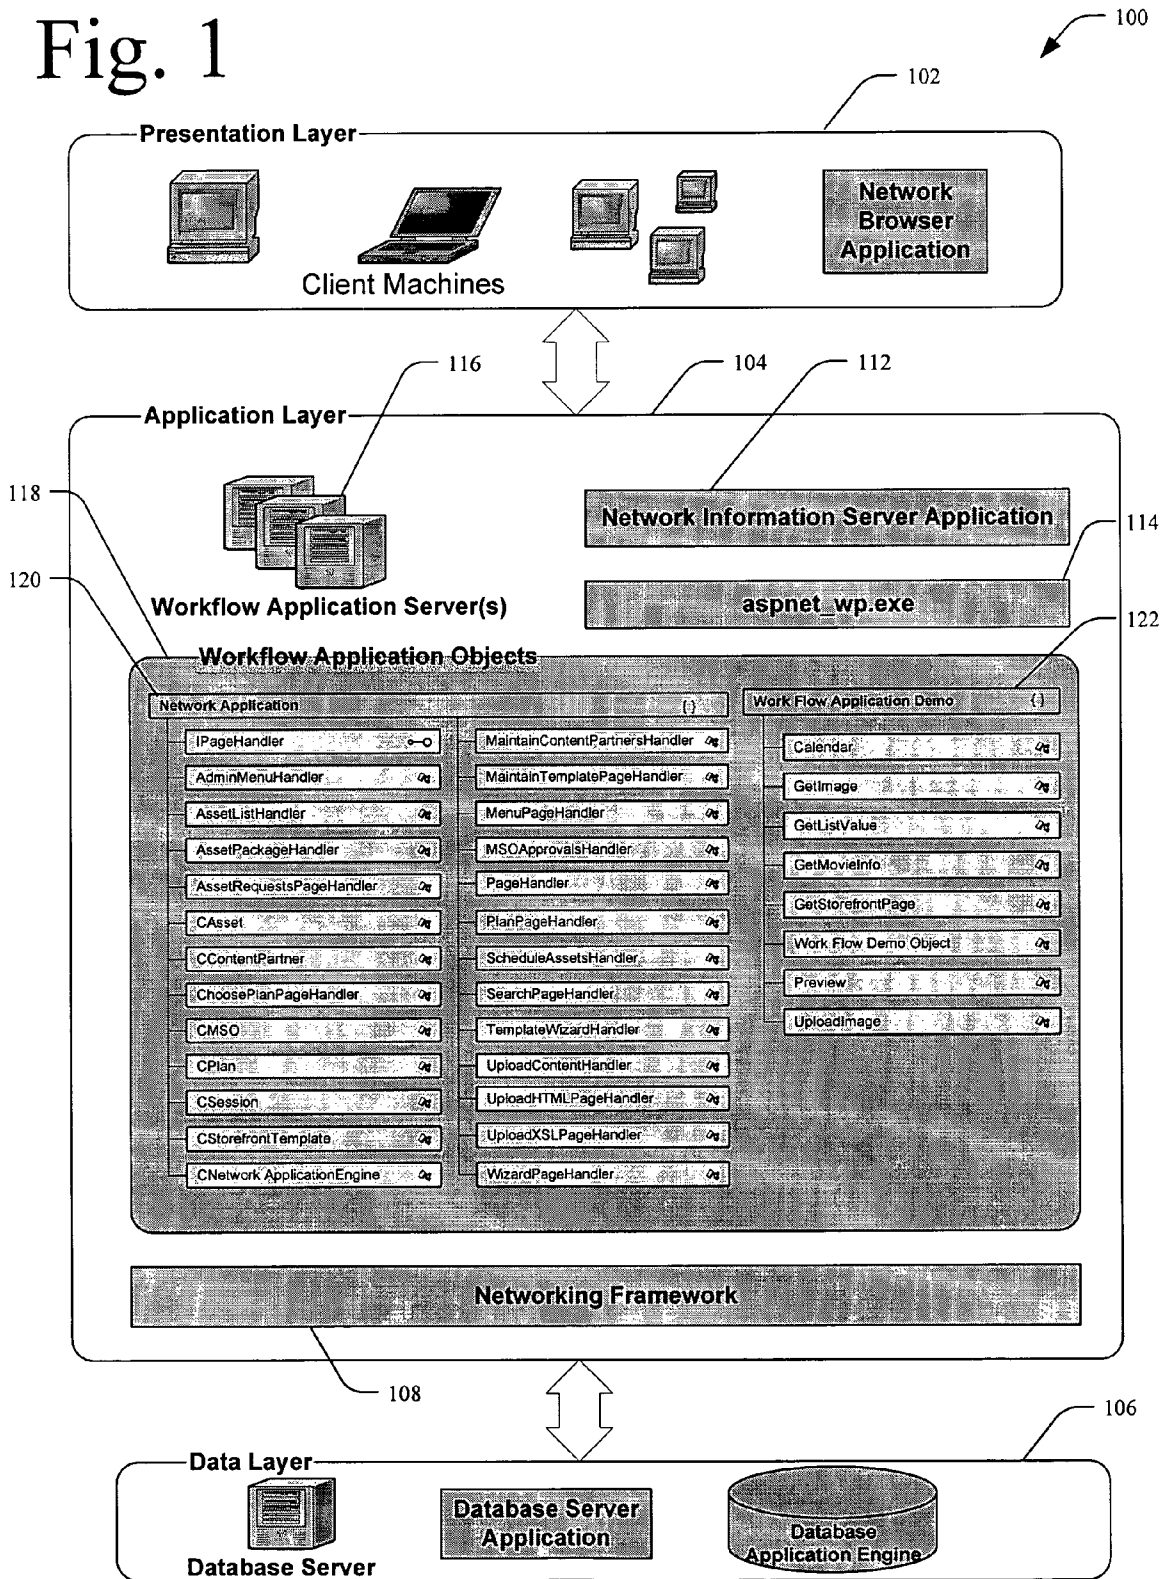 Fig. 1
100
102
Presentation Layer
Network
Browser
Application
Client Machines
116
104
112
Application Layer
118
Network Information Server Application
114
120
Workflow Application Server(s)
aspnet_wp.exe
122
Workflow Application Objects
Network Application { }
Work Flow Application Demo { }
IPageHandler
AdminMenuHandler
AssetListHandler
AssetPackageHandler
AssetRequestsPageHandler
CAsset
CContentPartner
ChoosePlanPageHandler
CMSO
CPlan
CSession
CStorefrontTemplate
CNetwork ApplicationEngine
MaintainContentPartnersHandler
MaintainTemplatePageHandler
MenuPageHandler
MSOApprovalsHandler
PageHandler
PlanPageHandler
ScheduleAssetsHandler
SearchPageHandler
TemplateWizardHandler
UploadContentHandler
UploadHTMLPageHandler
UploadXSLPageHandler
WizardPageHandler
Calendar
GetImage
GetListValue
GetMovieInfo
GetStorefrontPage
Work Flow Demo Object
Preview
UploadImage
Networking Framework
108
106
Data Layer
Database Server
Database Server
Application
Database
Application Engine